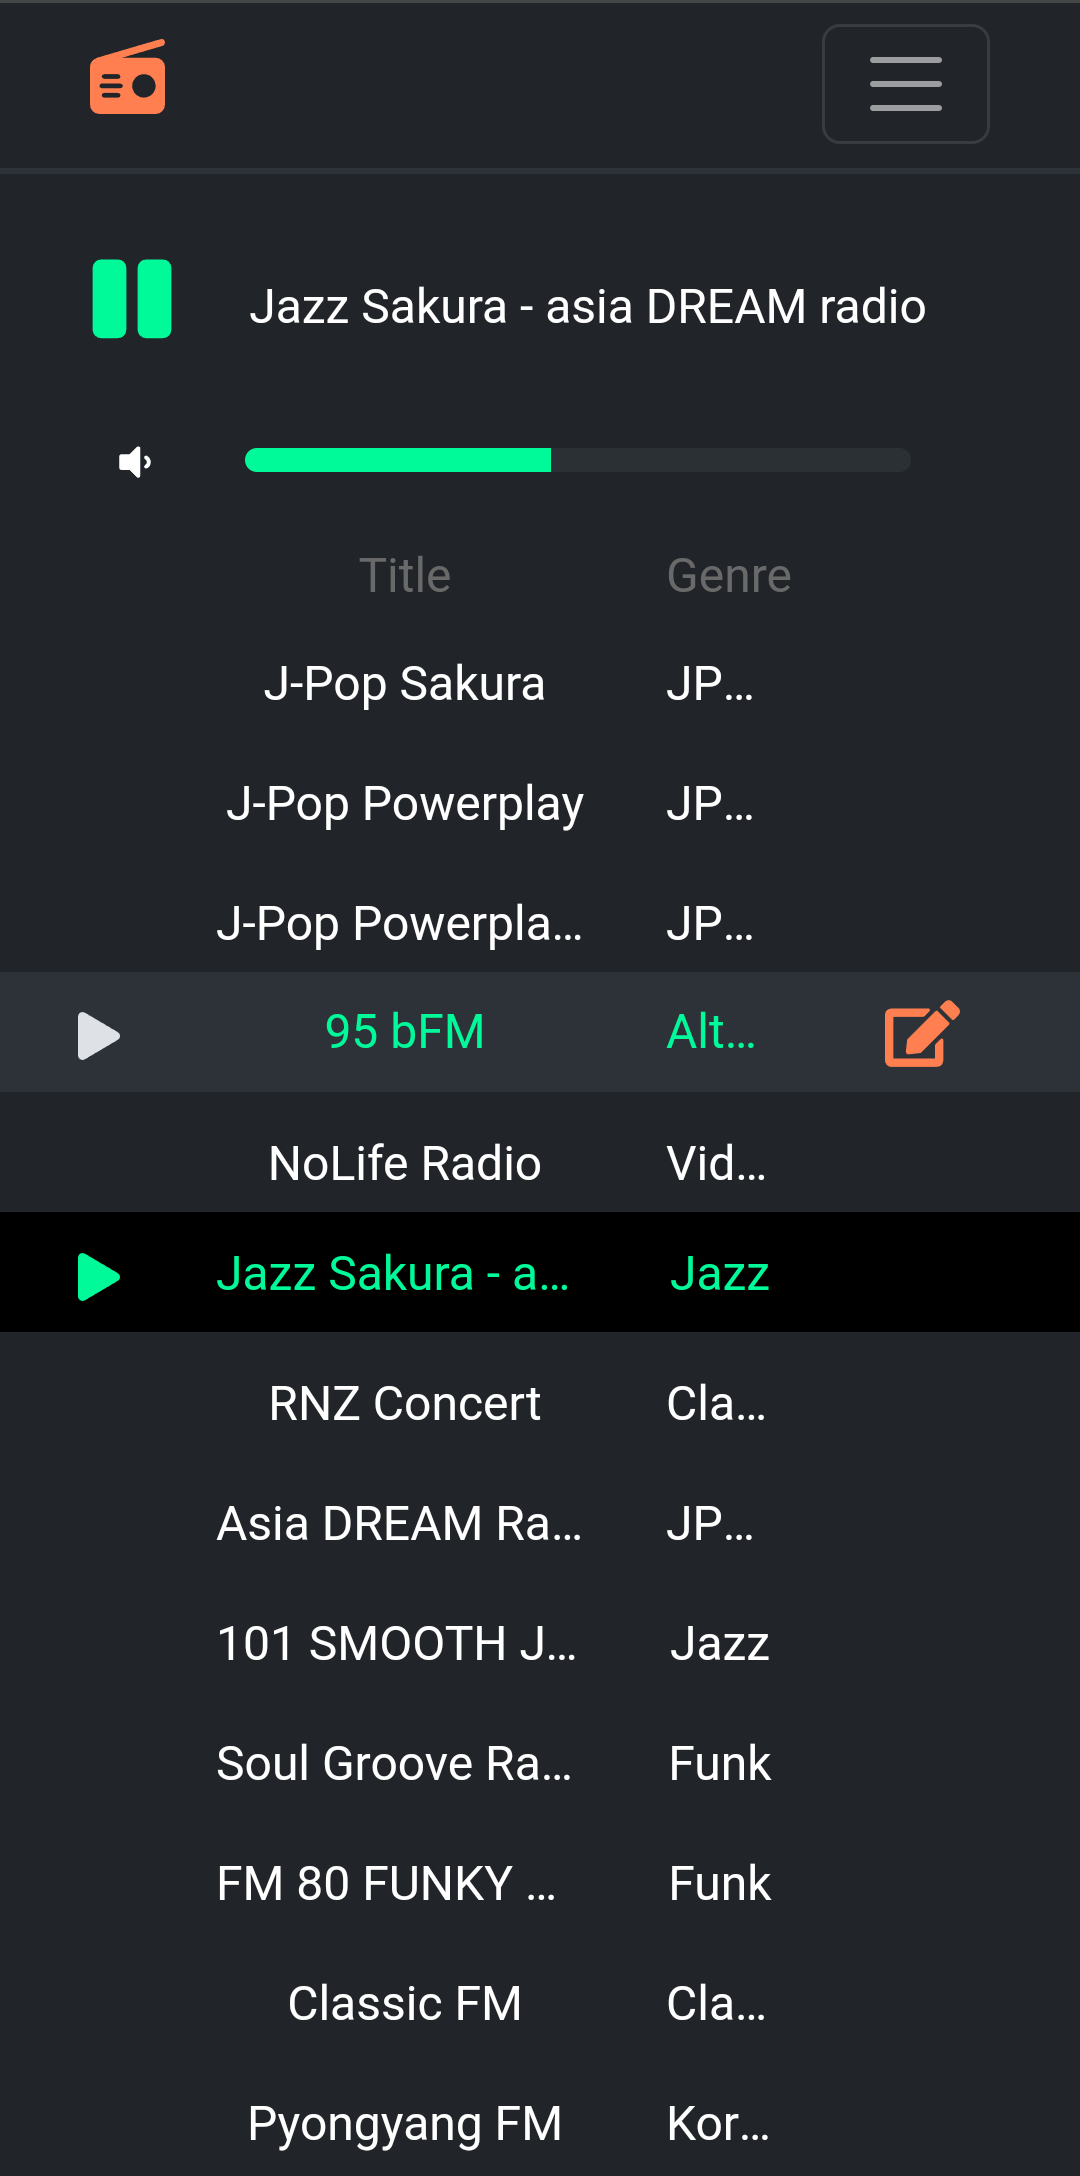 Jazz Sakura - asia DREAM radio
Title Genre
J-Pop Sakura JP...
J-Pop Powerplay JP...
J-Pop Powerpla... JP...
95 bFM Alt...
NoLife Radio Vid...
Jazz Sakura - a... Jazz
RNZ Concert Cla...
Asia DREAM Ra... JP...
101 SMOOTH J... Jazz
Soul Groove Ra... Funk
FM 80 FUNKY ... Funk
Classic FM Cla...
Pyongyang FM Kor...